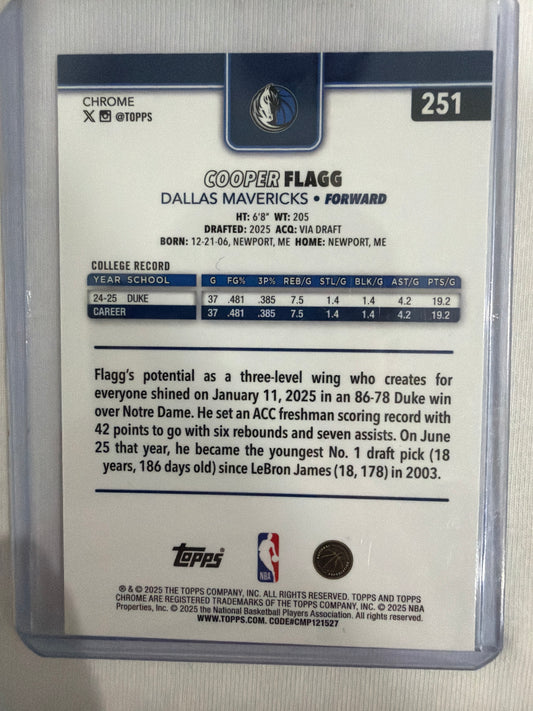 CHROME
X @TOPPS
251
COOPER FLAGG
DALLAS MAVERICKS • FORWARD
HT: 6'8" WT: 205
DRAFTED: 2025 ACQ: VIA DRAFT
BORN: 12-21-06, NEWPORT, ME HOME: NEWPORT, ME
COLLEGE RECORD
YEAR SCHOOL G FG% 3P% REB/G STL/G BLK/G AST/G PTS/G
24-25 DUKE 37 .481 .385 7.5 1.4 1.4 4.2 19.2
CAREER 37 .481 .385 7.5 1.4 1.4 4.2 19.2
Flagg's potential as a three-level wing who creates for
everyone shined on January 11, 2025 in an 86-78 Duke win
over Notre Dame. He set an ACC freshman scoring record with
42 points to go with six rebounds and seven assists. On June
25 that year, he became the youngest No. 1 draft pick (18
years, 186 days old) since LeBron James (18, 178) in 2003.
topps®
NBA
® & © 2025 THE TOPPS COMPANY, INC. ALL RIGHTS RESERVED. TOPPS AND TOPPS
CHROME ARE REGISTERED TRADEMARKS OF THE TOPPS COMPANY, INC. © 2025 NBA
Properties, Inc. © 2025 the National Basketball Players Association. All rights reserved.
WWW.TOPPS.COM. CODE#CMP121527